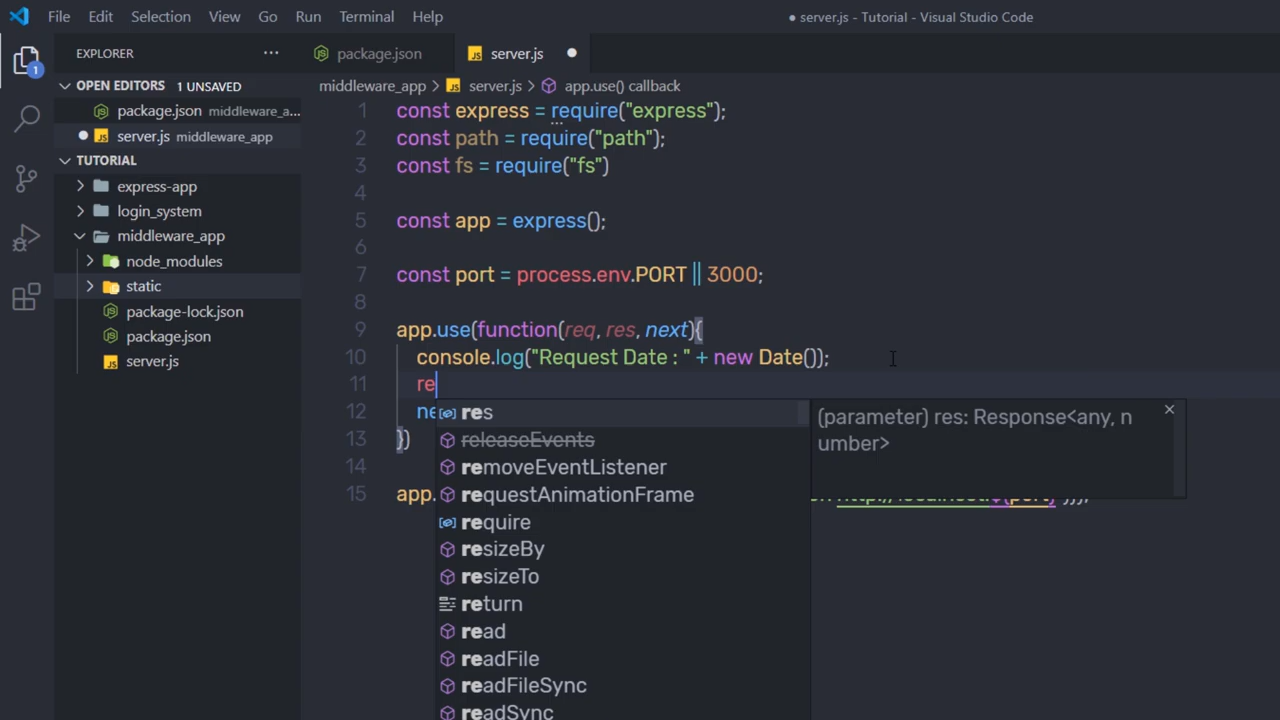 File Edit Selection View Go Run Terminal Help ● server.js - Tutorial - Visual Studio Code
EXPLORER ··· package.json server.js ●
1
OPEN EDITORS 1 UNSAVED
package.json middleware_a...
● server.js middleware_app
TUTORIAL
express-app
login_system
middleware_app
node_modules
static
package-lock.json
package.json
server.js
middleware_app > server.js > app.use() callback
1 const express = require("express");
2 const path = require("path");
3 const fs = require("fs")
4
5 const app = express();
6
7 const port = process.env.PORT || 3000;
8
9 app.use(function(req, res, next){
10 console.log("Request Date : " + new Date());
11 re
12 ne
13 })
14
15 app.
res
releaseEvents
removeEventListener
requestAnimationFrame
require
resizeBy
resizeTo
return
read
readFile
readFileSync
readSync
(parameter) res: Response<any, n
umber>